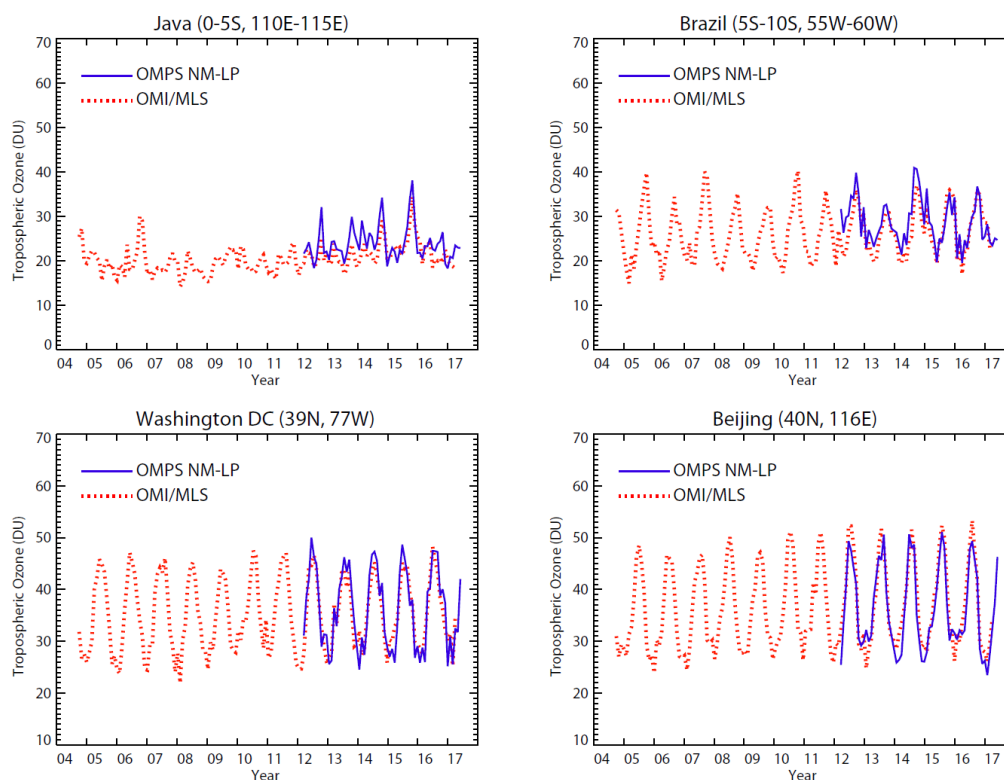 Java (0-5S, 110E-115E)
70
60
50
40
30
20
10
0
Tropospheric Ozone (DU)
OMPS NM-LP
OMI/MLS
04 05 06 07 08 09 10 11 12 13 14 15 16 17
Year
Brazil (5S-10S, 55W-60W)
70
60
50
40
30
20
10
0
Tropospheric Ozone (DU)
OMPS NM-LP
OMI/MLS
04 05 06 07 08 09 10 11 12 13 14 15 16 17
Year
Washington DC (39N, 77W)
70
60
50
40
30
20
10
Tropospheric Ozone (DU)
OMPS NM-LP
OMI/MLS
04 05 06 07 08 09 10 11 12 13 14 15 16 17
Year
Beijing (40N, 116E)
70
60
50
40
30
20
10
Tropospheric Ozone (DU)
OMPS NM-LP
OMI/MLS
04 05 06 07 08 09 10 11 12 13 14 15 16 17
Year